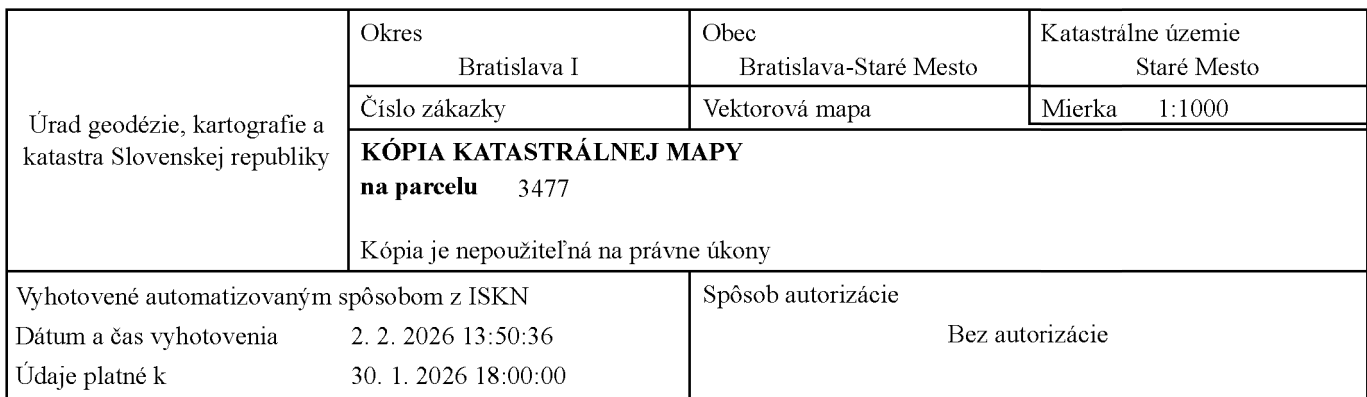 Úrad geodézie, kartografie a
katastra Slovenskej republiky
Okres
Bratislava I
Obec
Bratislava-Staré Mesto
Katastrálne územie
Staré Mesto
Číslo zákazky
Vektorová mapa
Mierka 1:1000
KÓPIA KATASTRÁLNEJ MAPY
na parcelu 3477
Kópia je nepoužiteľná na právne úkony
Vyhotovené automatizovaným spôsobom z ISKN
Dátum a čas vyhotovenia 2. 2. 2026 13:50:36
Údaje platné k 30. 1. 2026 18:00:00
Spôsob autorizácie
Bez autorizácie